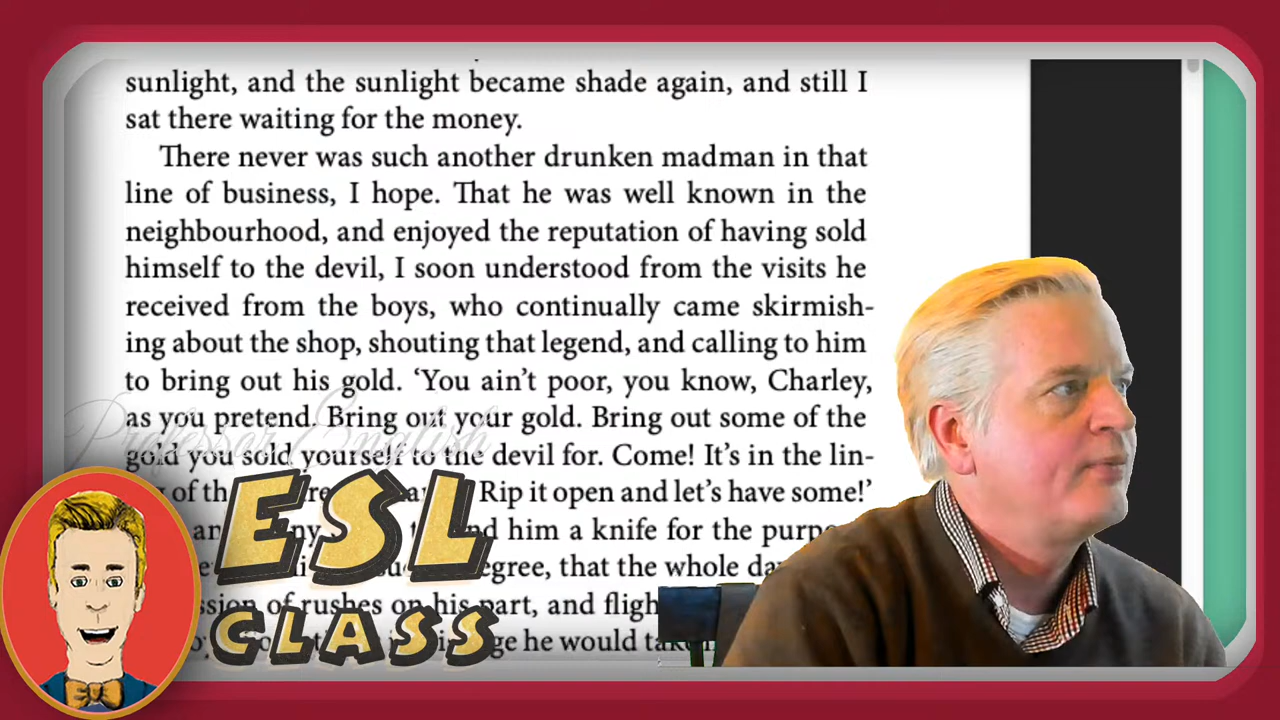 sunlight, and the sunlight became shade again, and still I
sat there waiting for the money.
There never was such another drunken madman in that
line of business, I hope. That he was well known in the
neighbourhood, and enjoyed the reputation of having sold
himself to the devil, I soon understood from the visits he
received from the boys, who continually came skirmish-
ing about the shop, shouting that legend, and calling to him
to bring out his gold. ‘You ain’t poor, you know, Charley,
as you pretend. Bring out your gold. Bring out some of the
gold you sold yourself to the devil for. Come! It’s in the lin-
of Rip it open and let’s have some!’
him a knife for the
degree, that the whole
of rushes on his part, and
he would
Professor English
ESL
CLASS